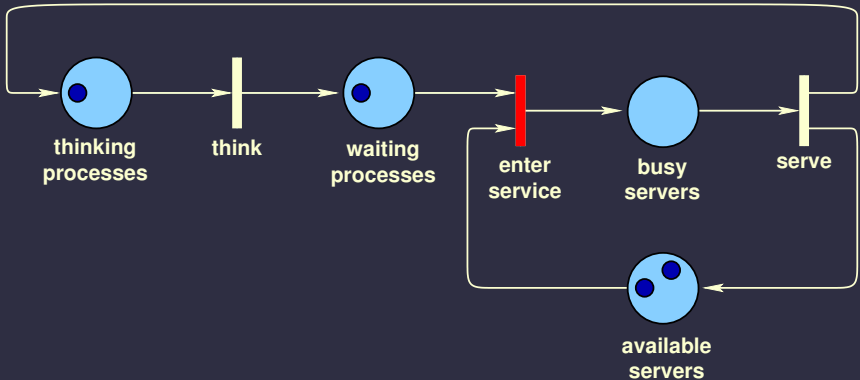 thinking
processes
think
waiting
processes
enter
service
busy
servers
serve
available
servers